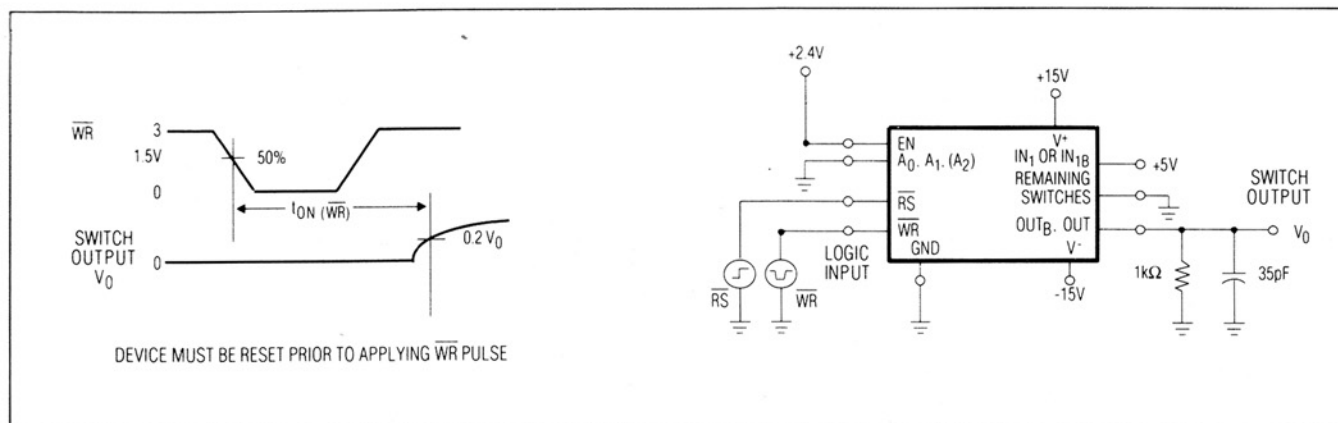 WR 3
1.5V 50%
0
tON (WR)
SWITCH
OUTPUT
V0
0
0.2 V0
DEVICE MUST BE RESET PRIOR TO APPLYING WR PULSE
+2.4V
+15V
V+
EN
A0. A1. (A2)
RS
WR
GND
IN1 OR IN1B
REMAINING
SWITCHES
OUTB. OUT
V-
+5V
SWITCH
OUTPUT
V0
LOGIC
INPUT
RS
WR
-15V
1kΩ
35pF